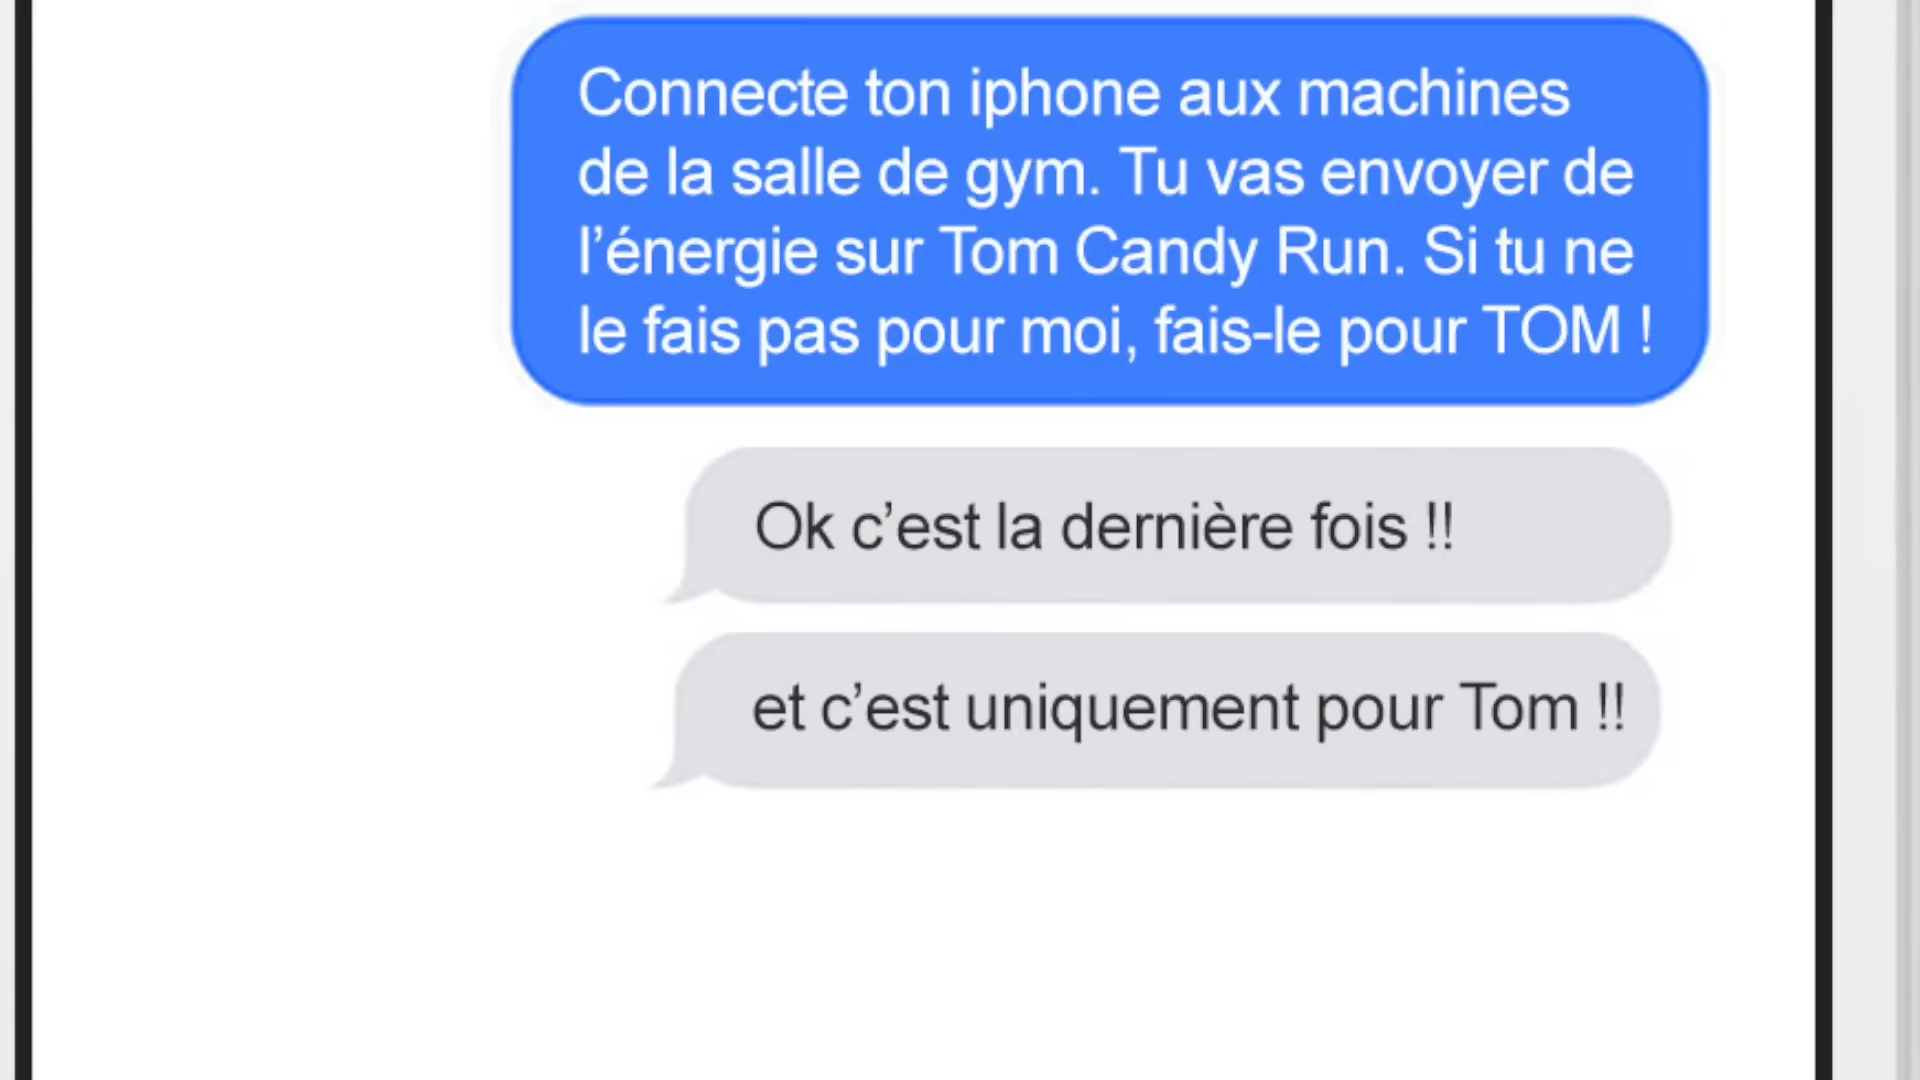 Connecte ton iphone aux machines
de la salle de gym. Tu vas envoyer de
l’énergie sur Tom Candy Run. Si tu ne
le fais pas pour moi, fais-le pour TOM !
Ok c’est la dernière fois !!
et c’est uniquement pour Tom !!